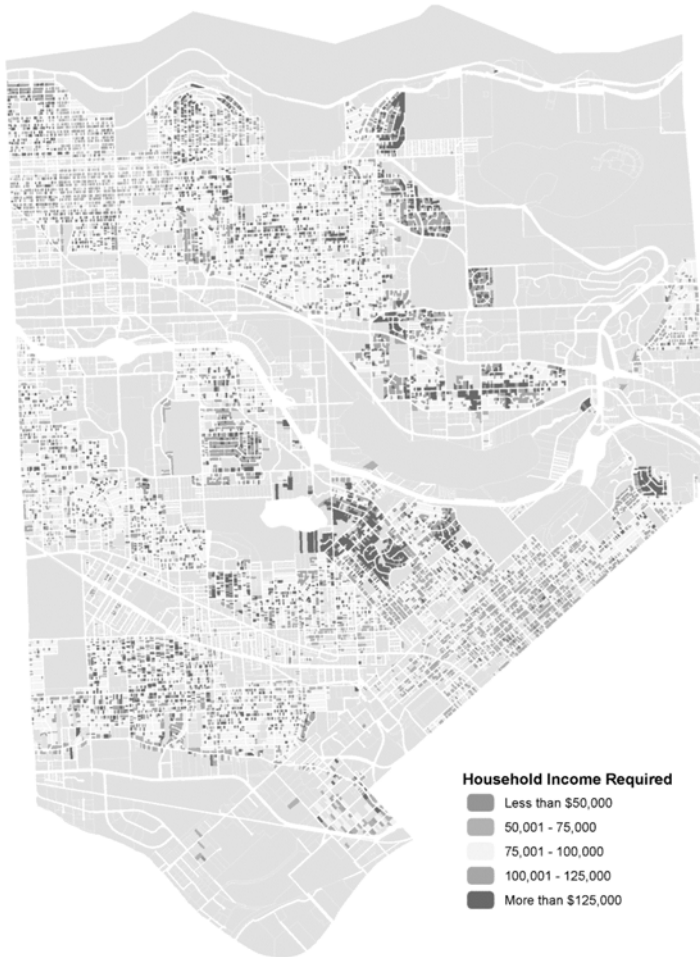 Household Income Required
Less than $50,000
50,001 - 75,000
75,001 - 100,000
100,001 - 125,000
More than $125,000